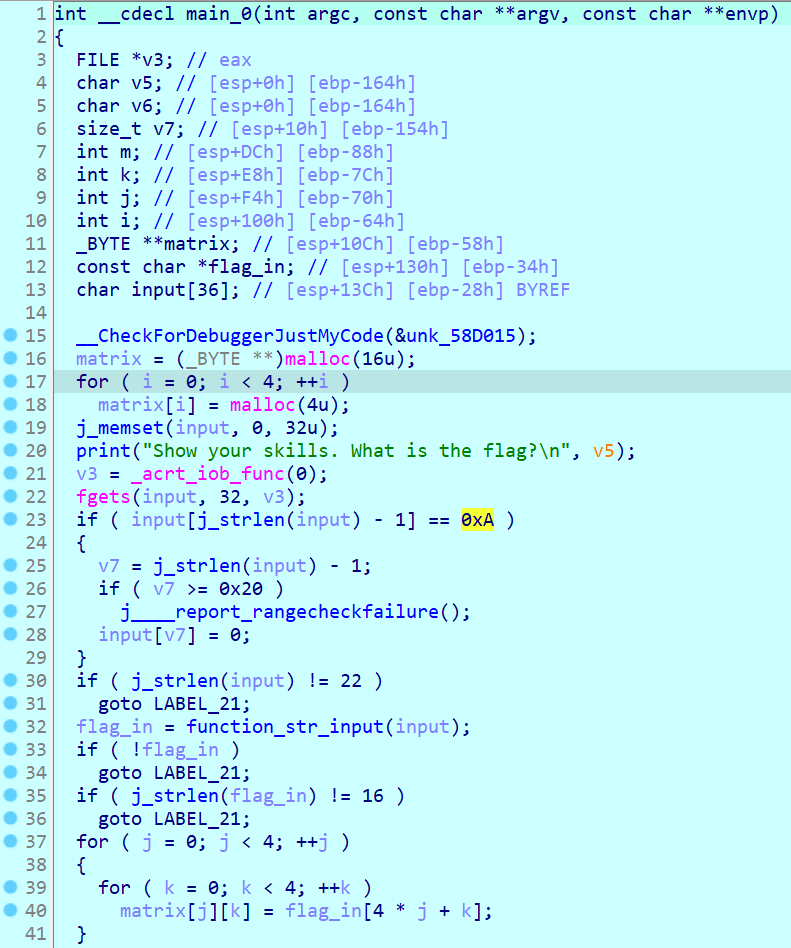 1 int __cdecl main_0(int argc, const char **argv, const char **envp)
2 {
3   FILE *v3; // eax
4   char v5; // [esp+0h] [ebp-164h]
5   char v6; // [esp+0h] [ebp-164h]
6   size_t v7; // [esp+10h] [ebp-154h]
7   int m; // [esp+DCh] [ebp-88h]
8   int k; // [esp+E8h] [ebp-7Ch]
9   int j; // [esp+F4h] [ebp-70h]
10   int i; // [esp+100h] [ebp-64h]
11   _BYTE **matrix; // [esp+10Ch] [ebp-58h]
12   const char *flag_in; // [esp+130h] [ebp-34h]
13   char input[36]; // [esp+13Ch] [ebp-28h] BYREF
14
15   __CheckForDebuggerJustMyCode(&unk_58D015);
16   matrix = (_BYTE **)malloc(16u);
17   for ( i = 0; i < 4; ++i )
18     matrix[i] = malloc(4u);
19   j_memset(input, 0, 32u);
20   print("Show your skills. What is the flag?\n", v5);
21   v3 = _acrt_iob_func(0);
22   fgets(input, 32, v3);
23   if ( input[j_strlen(input) - 1] == 0xA )
24   {
25     v7 = j_strlen(input) - 1;
26     if ( v7 >= 0x20 )
27       j____report_rangecheckfailure();
28     input[v7] = 0;
29   }
30   if ( j_strlen(input) != 22 )
31     goto LABEL_21;
32   flag_in = function_str_input(input);
33   if ( !flag_in )
34     goto LABEL_21;
35   if ( j_strlen(flag_in) != 16 )
36     goto LABEL_21;
37   for ( j = 0; j < 4; ++j )
38   {
39     for ( k = 0; k < 4; ++k )
40       matrix[j][k] = flag_in[4 * j + k];
41   }